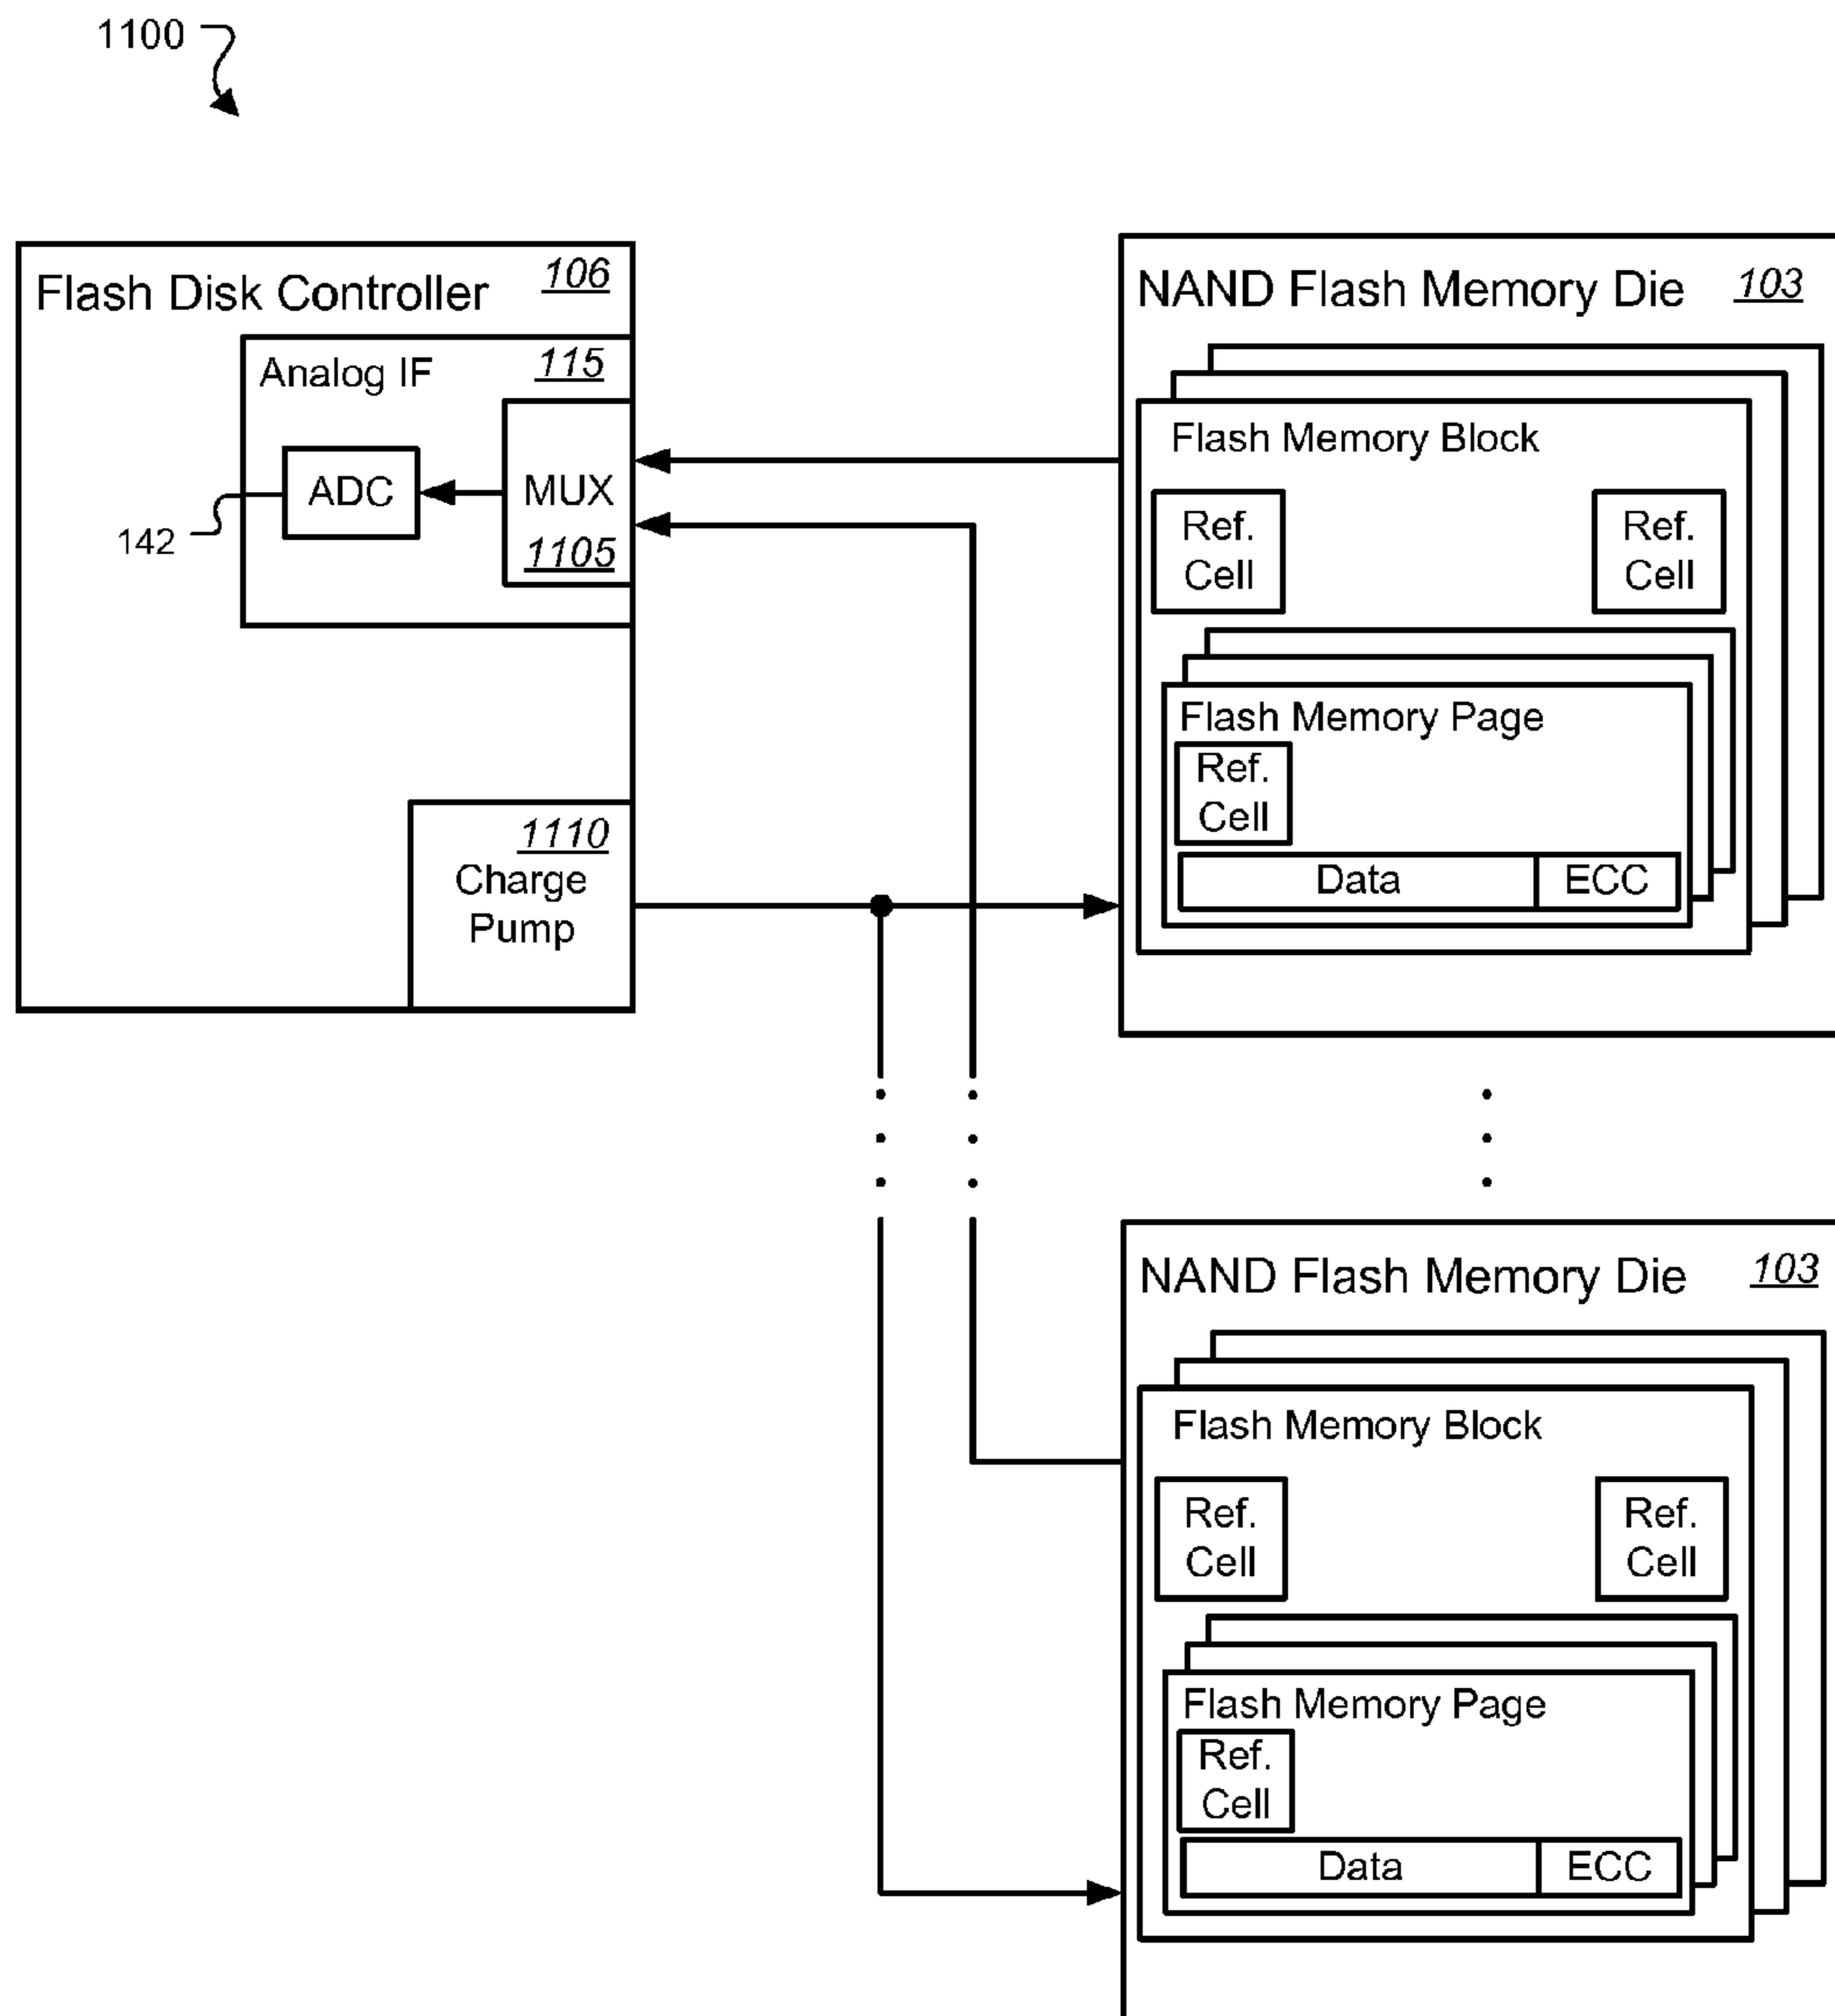 1100
Flash Disk Controller 106
Analog IF 115
ADC
MUX
1105
142
1110
Charge
Pump
NAND Flash Memory Die 103
Flash Memory Block
Ref.
Cell
Ref.
Cell
Flash Memory Page
Ref.
Cell
Data ECC
NAND Flash Memory Die 103
Flash Memory Block
Ref.
Cell
Ref.
Cell
Flash Memory Page
Ref.
Cell
Data ECC